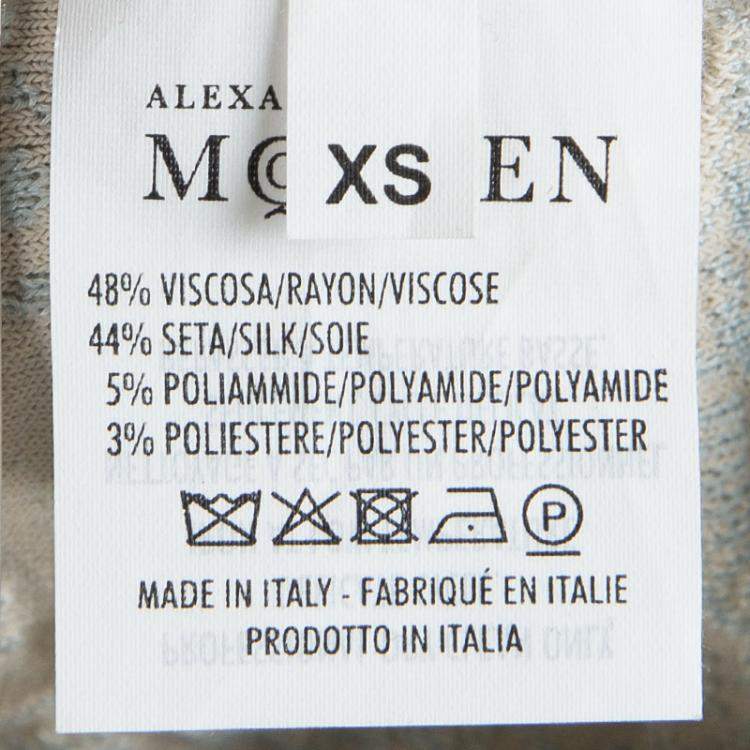 ALEXA
MCQ XS EN
48% VISCOSA/RAYON/VISCOSE
44% SETA/SILK/SOIE
5% POLIAMMIDE/POLYAMIDE/POLYAMIDE
3% POLIESTERE/POLYESTER/POLYESTER
P
MADE IN ITALY - FABRIQUÉ EN ITALIE
PRODOTTO IN ITALIA